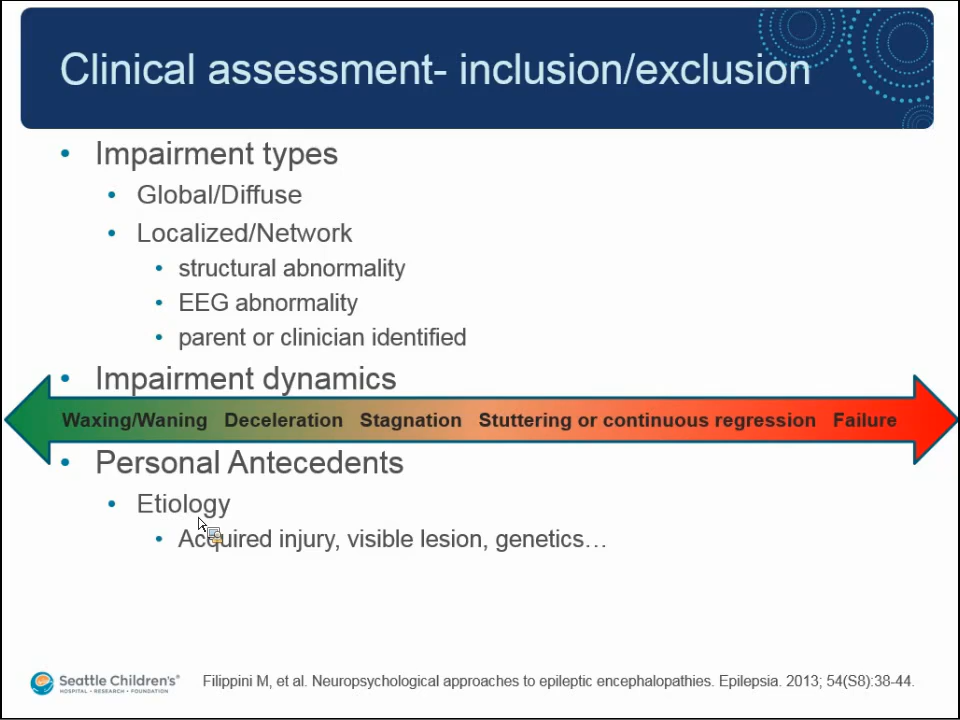 Clinical assessment- inclusion/exclusion
• Impairment types
• Global/Diffuse
• Localized/Network
• structural abnormality
• EEG abnormality
• parent or clinician identified
• Impairment dynamics
Waxing/Waning Deceleration Stagnation Stuttering or continuous regression Failure
• Personal Antecedents
• Etiology
• Acquired injury, visible lesion, genetics…
Seattle Children's®
HOSPITAL • RESEARCH • FOUNDATION
Filippini M, et al. Neuropsychological approaches to epileptic encephalopathies. Epilepsia. 2013; 54(S8):38-44.